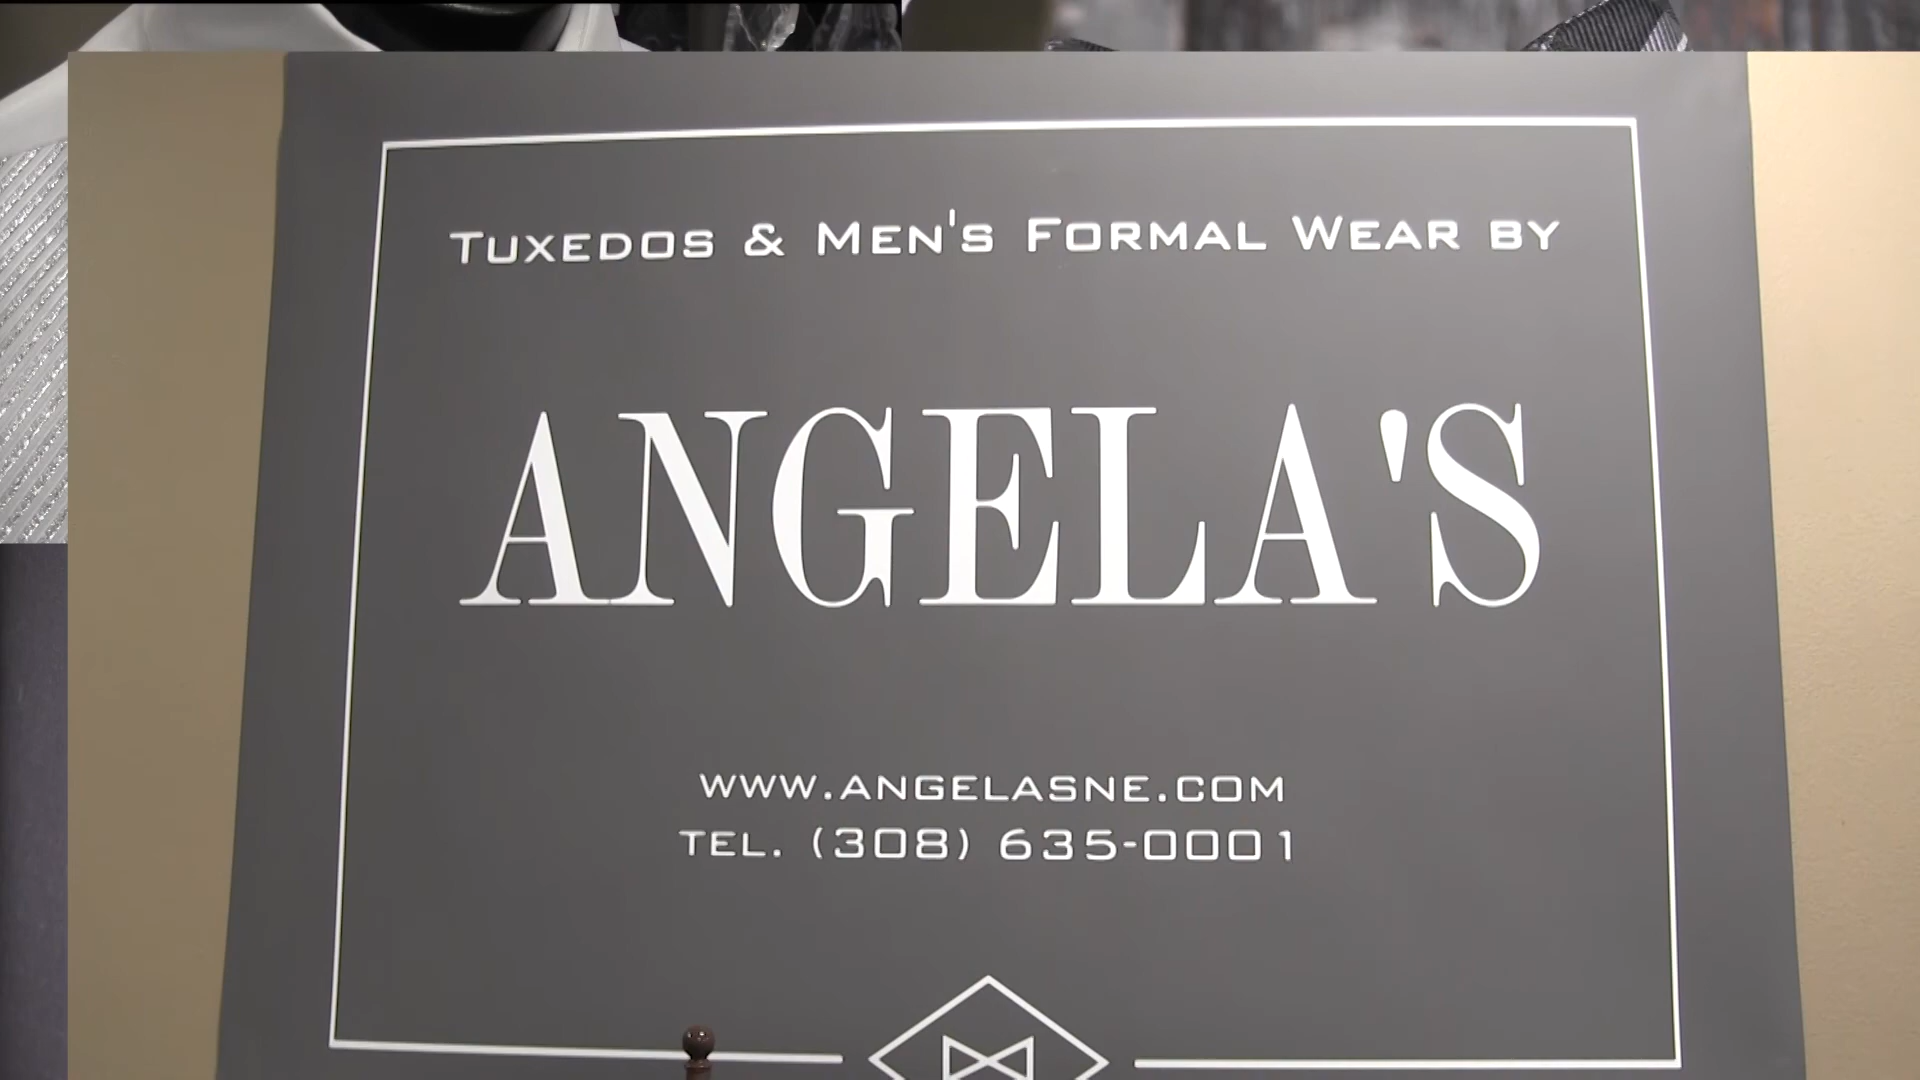 Tuxedos & Men's Formal Wear by
ANGELA'S
www.angelasne.com
Tel. (308) 635-0001